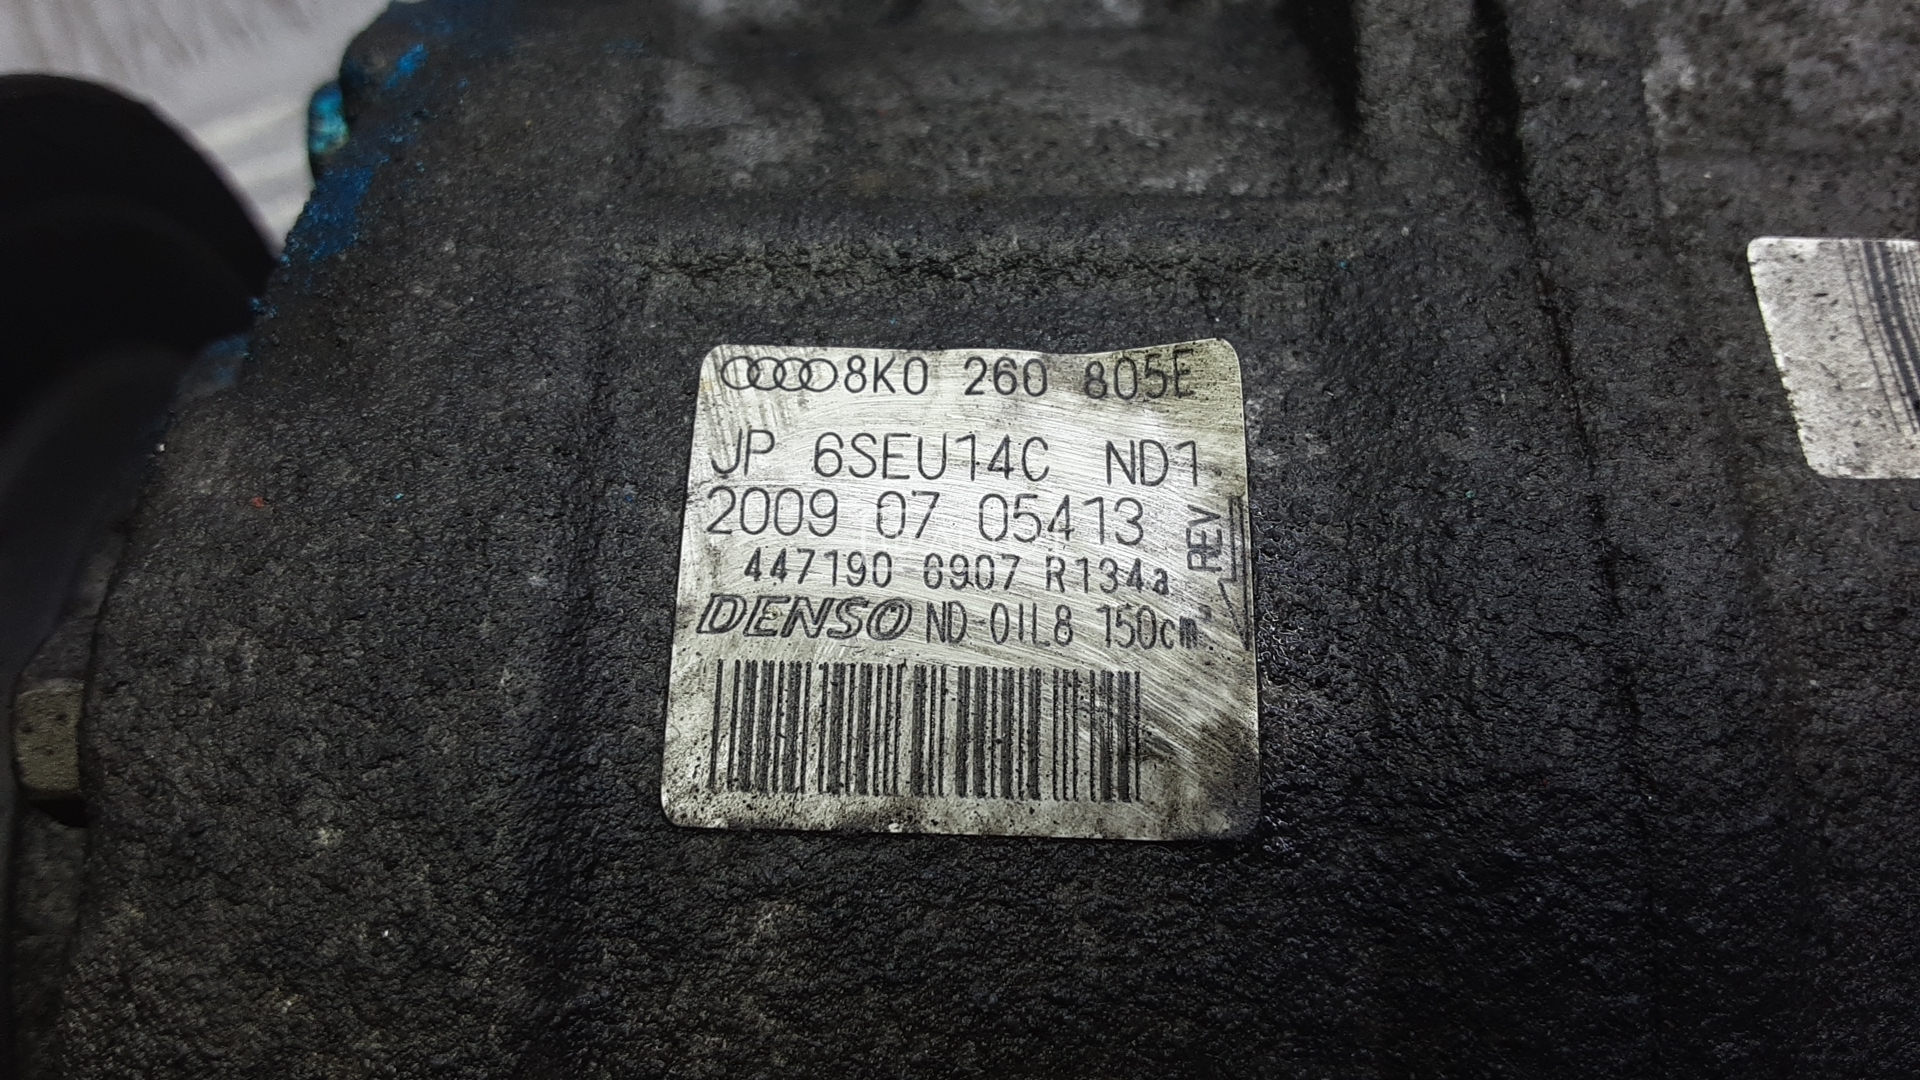 8K0 260 805E
JP 6SEU14C ND1
2009 07 05413
447190 6907 R134a
DENSO ND-OIL8 150cm³
REV